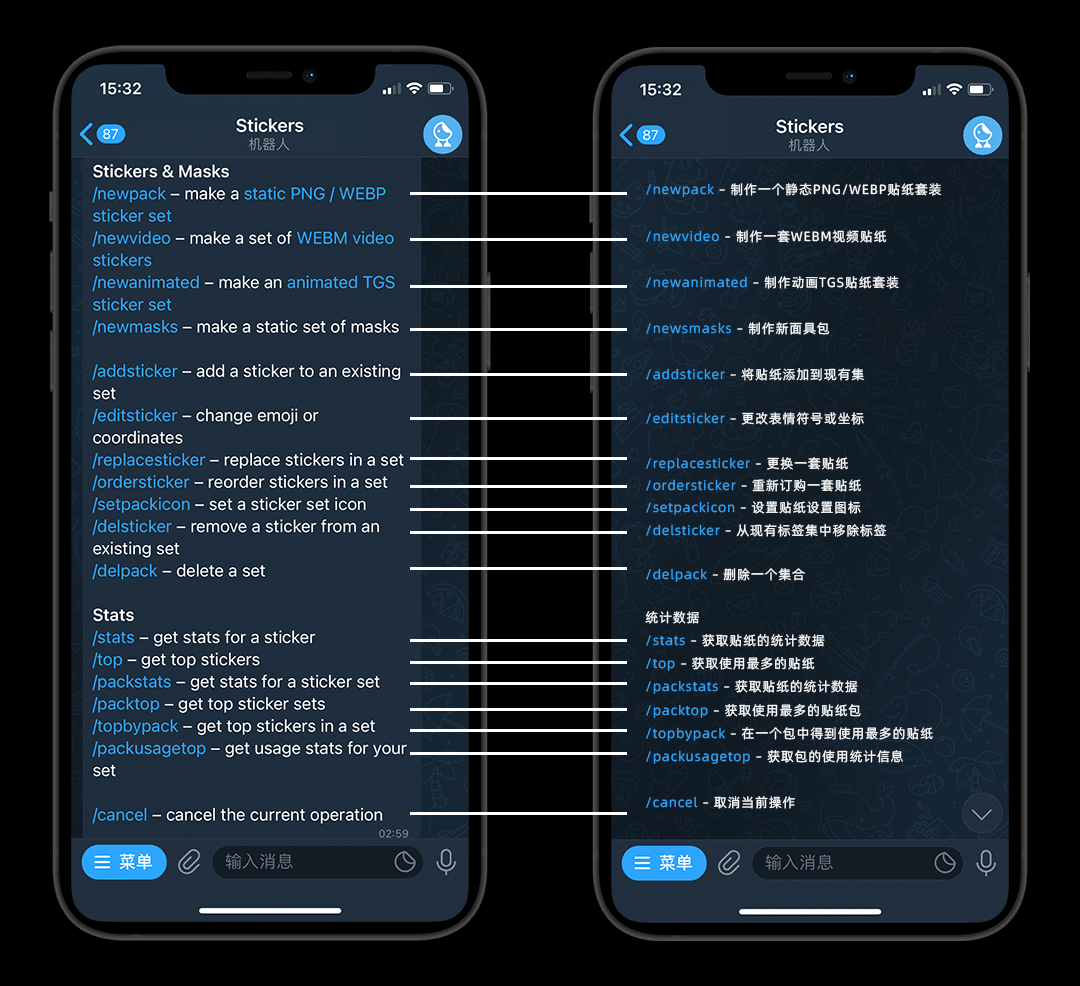 15:32
87
Stickers
机器人
Stickers & Masks
/newpack – make a static PNG / WEBP
sticker set
/newvideo – make a set of WEBM video
stickers
/newanimated – make an animated TGS
sticker set
/newmasks – make a static set of masks
/addsticker – add a sticker to an existing
set
/editsticker – change emoji or
coordinates
/replacesticker – replace stickers in a set
/ordersticker – reorder stickers in a set
/setpackicon – set a sticker set icon
/delsticker – remove a sticker from an
existing set
/delpack – delete a set
Stats
/stats – get stats for a sticker
/top – get top stickers
/packstats – get stats for a sticker set
/packtop – get top sticker sets
/topbypack – get top stickers in a set
/packusagetop – get usage stats for your
set
/cancel – cancel the current operation
02:59
菜单
输入消息
15:32
87
Stickers
机器人
/newpack – 制作一个静态PNG/WEBP贴纸套装
/newvideo – 制作一套WEBM视频贴纸
/newanimated – 制作动画TGS贴纸套装
/newsmasks – 制作新面具包
/addsticker – 将贴纸添加到现有集
/editsticker – 更改表情符号或坐标
/replacesticker – 更换一套贴纸
/ordersticker – 重新订购一套贴纸
/setpackicon – 设置贴纸设置图标
/delsticker – 从现有标签集中移除标签
/delpack – 删除一个集合
统计数据
/stats – 获取贴纸的统计数据
/top – 获取使用最多的贴纸
/packstats – 获取贴纸的统计数据
/packtop – 获取使用最多的贴纸包
/topbypack – 在一个包中得到使用最多的贴纸
/packusagetop – 获取包的使用统计信息
/cancel – 取消当前操作
菜单
输入消息